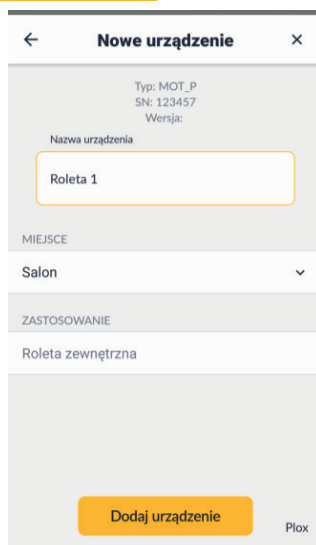 Nowe urządzenie
Typ: MOT_P
SN: 123457
Wersja:
Nazwa urządzenia
Roleta 1
MIEJSCE
Salon
ZASTOSOWANIE
Roleta zewnętrzna
Dodaj urządzenie
Plox